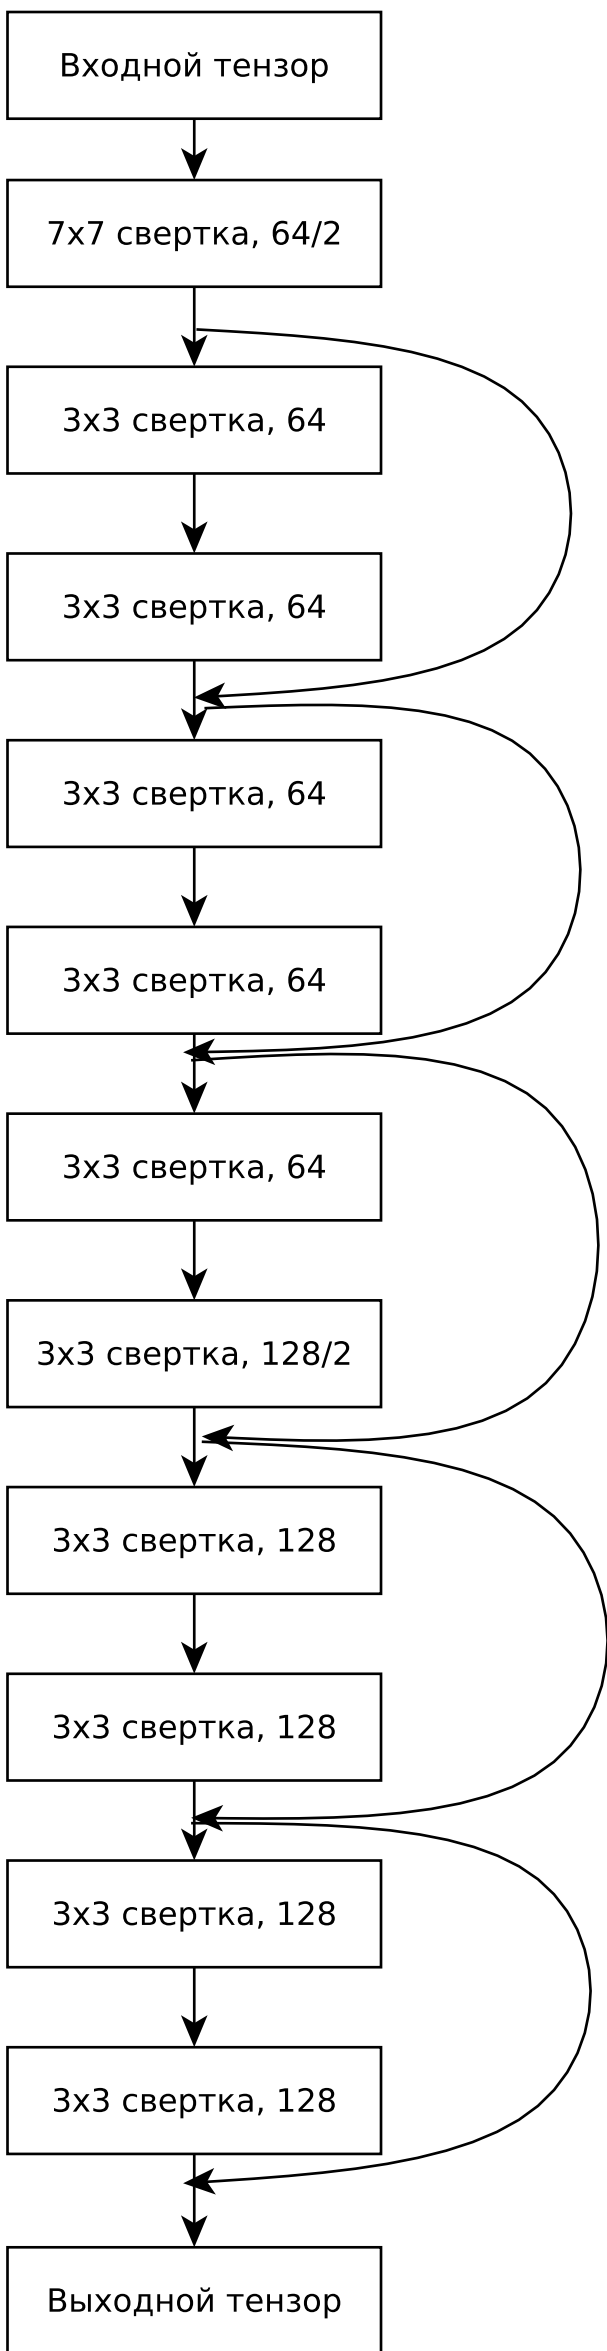 Входной тензор
7x7 свертка, 64/2
3x3 свертка, 64
3x3 свертка, 64
3x3 свертка, 64
3x3 свертка, 64
3x3 свертка, 64
3x3 свертка, 128/2
3x3 свертка, 128
3x3 свертка, 128
3x3 свертка, 128
3x3 свертка, 128
Выходной тензор